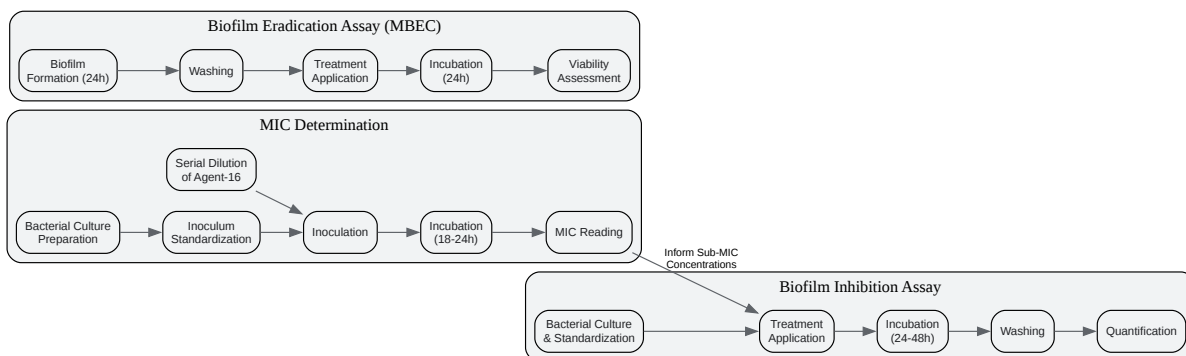 Biofilm Eradication Assay (MBEC)
Biofilm
Formation (24h)
Washing
Treatment
Application
Incubation
(24h)
Viability
Assessment
MIC Determination
Serial Dilution
of Agent-16
Bacterial Culture
Preparation
Inoculum
Standardization
Inoculation
Incubation
(18-24h)
MIC Reading
Inform Sub-MIC
Concentrations
Biofilm Inhibition Assay
Bacterial Culture
& Standardization
Treatment
Application
Incubation
(24-48h)
Washing
Quantification